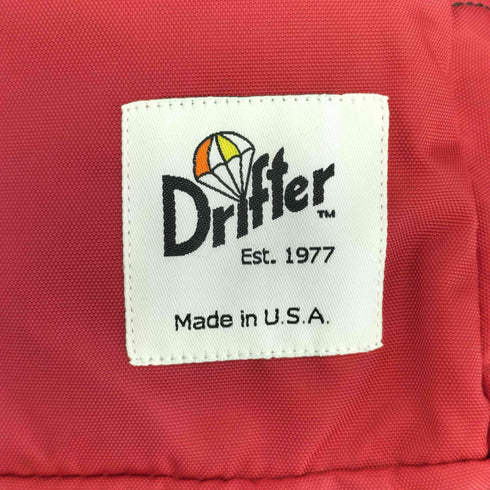 Drifter™
Est. 1977
Made in U.S.A.